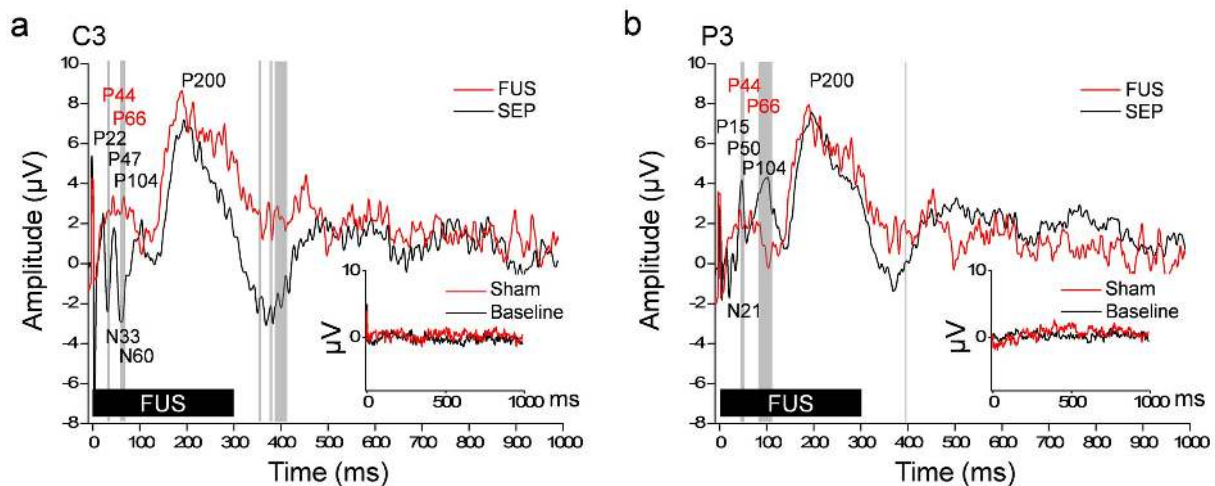 a
C3
10
8
6
4
2
0
-2
-4
-6
-8
Amplitude (µV)
P44
P66
P22
P47
P104
P200
N33
N60
FUS
SEP
FUS
10
0
µV
Sham
Baseline
0
500
1000 ms
0 100 200 300 400 500 600 700 800 900 1000
Time (ms)
b
P3
10
8
6
4
2
0
-2
-4
-6
-8
Amplitude (µV)
P44
P66
P15
P50
P104
P200
N21
FUS
SEP
FUS
10
0
µV
Sham
Baseline
0
500
1000 ms
0 100 200 300 400 500 600 700 800 900 1000
Time (ms)